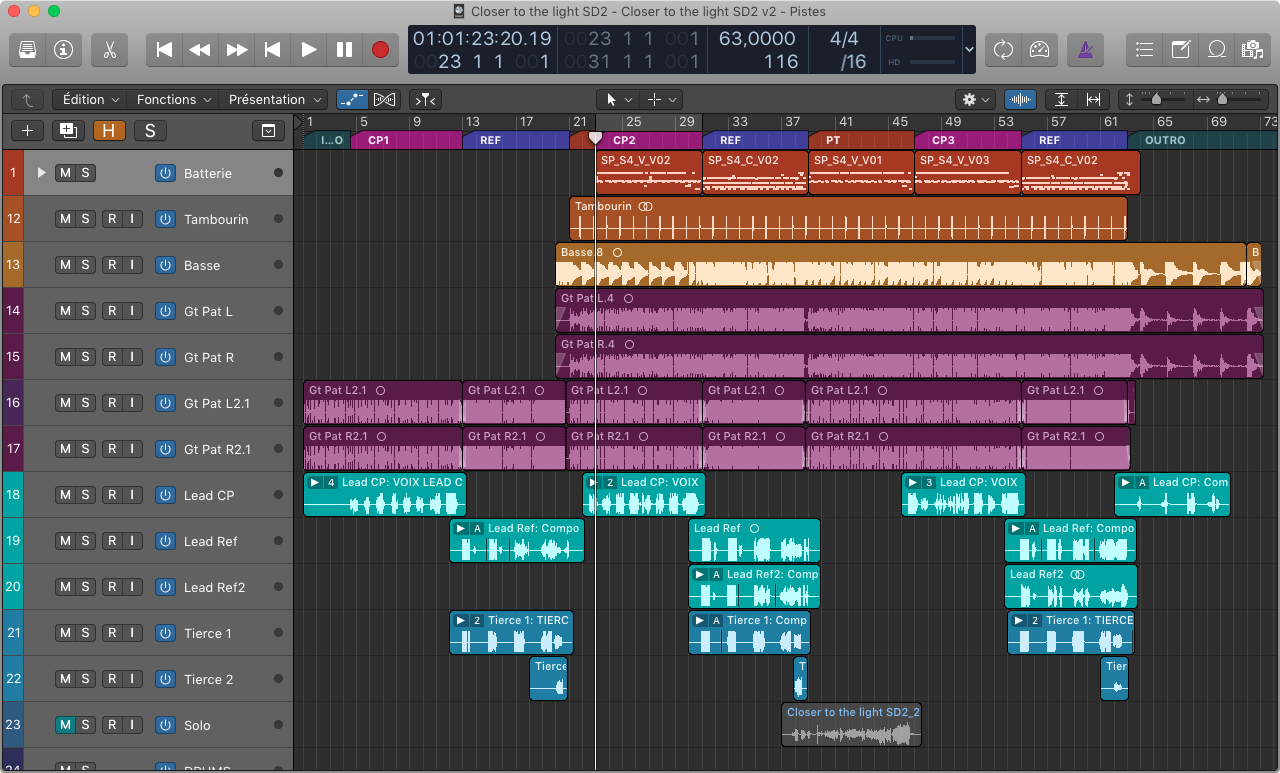 Closer to the light SD2 - Closer to the light SD2 v2 - Pistes
01:01:23:20.19 0023 1 1 001 63,0000 4/4 CPU
0023 1 1 001 0031 1 1 001 116 /16 HD
Édition Fonctions Présentation
H S
1 5 9 13 17 21 25 29 33 37 41 45 49 53 57 61 65 69 73
I...O CP1 REF CP2 REF PT CP3 REF OUTRO
1 M S Batterie SP_S4_V_V02 SP_S4_C_V02 SP_S4_V_V01 SP_S4_V_V03 SP_S4_C_V02
12 M S R I Tambourin Tambourin
13 M S R I Basse Basse 8 B
14 M S R I Gt Pat L Gt Pat L.4
15 M S R I Gt Pat R Gt Pat R.4
16 M S R I Gt Pat L2.1 Gt Pat L2.1 Gt Pat L2.1 Gt Pat L2.1 Gt Pat L2.1 Gt Pat L2.1 Gt Pat L2.1
17 M S R I Gt Pat R2.1 Gt Pat R2.1 Gt Pat R2.1 Gt Pat R2.1 Gt Pat R2.1 Gt Pat R2.1 Gt Pat R2.1
18 M S R I Lead CP 4 Lead CP: VOIX LEAD C 2 Lead CP: VOIX 3 Lead CP: VOIX A Lead CP: Com
19 M S R I Lead Ref A Lead Ref: Compo Lead Ref A Lead Ref: Compo
20 M S R I Lead Ref2 A Lead Ref2: Comp Lead Ref2
21 M S R I Tierce 1 2 Tierce 1: TIERC A Tierce 1: Comp 2 Tierce 1: TIERCE
22 M S R I Tierce 2 Tierce T Tier
23 M S R I Solo Closer to the light SD2_2